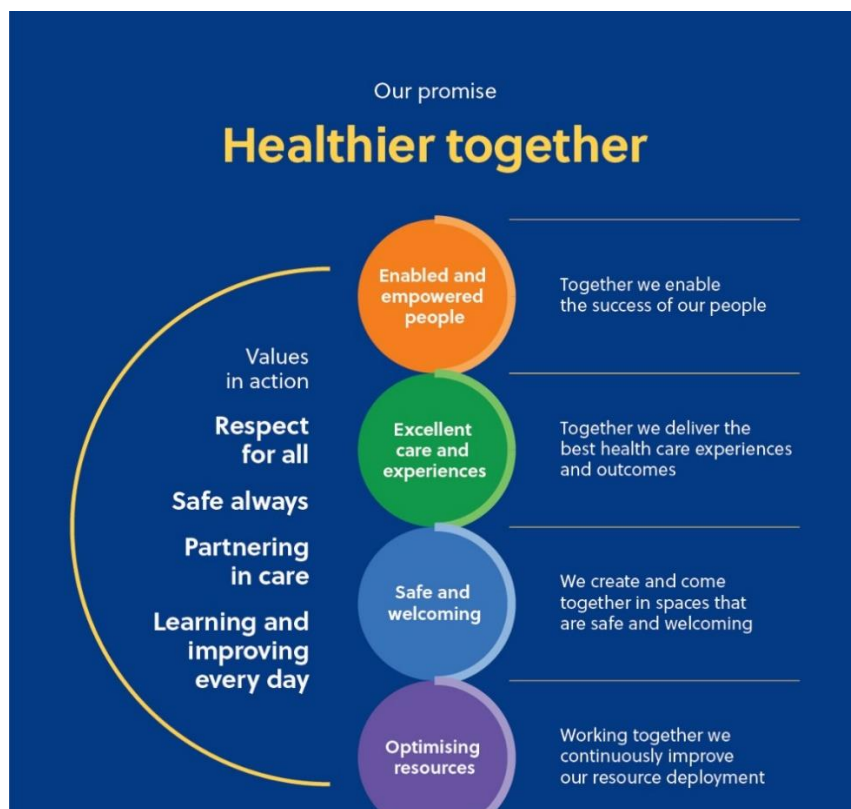 Our promise
Healthier together
Values
in action
Respect
for all
Safe always
Partnering
in care
Learning and
improving
every day
Enabled and
empowered
people
Together we enable
the success of our people
Excellent
care and
experiences
Together we deliver the
best health care experiences
and outcomes
Safe and
welcoming
We create and come
together in spaces that
are safe and welcoming
Optimising
resources
Working together we
continuously improve
our resource deployment